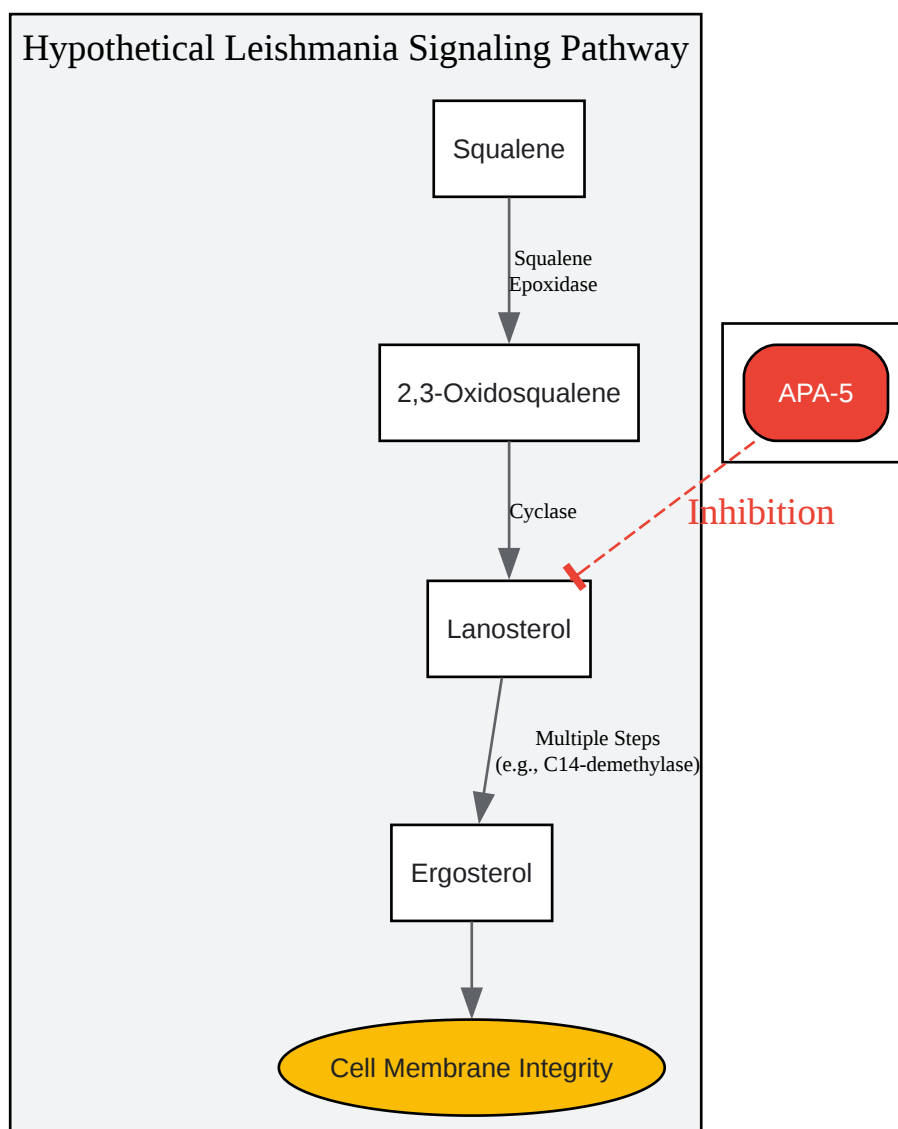 Hypothetical Leishmania Signaling Pathway
Squalene
Squalene
Epoxidase
2,3-Oxidosqualene
APA-5
Cyclase
Inhibition
Lanosterol
Multiple Steps
(e.g., C14-demethylase)
Ergosterol
Cell Membrane Integrity